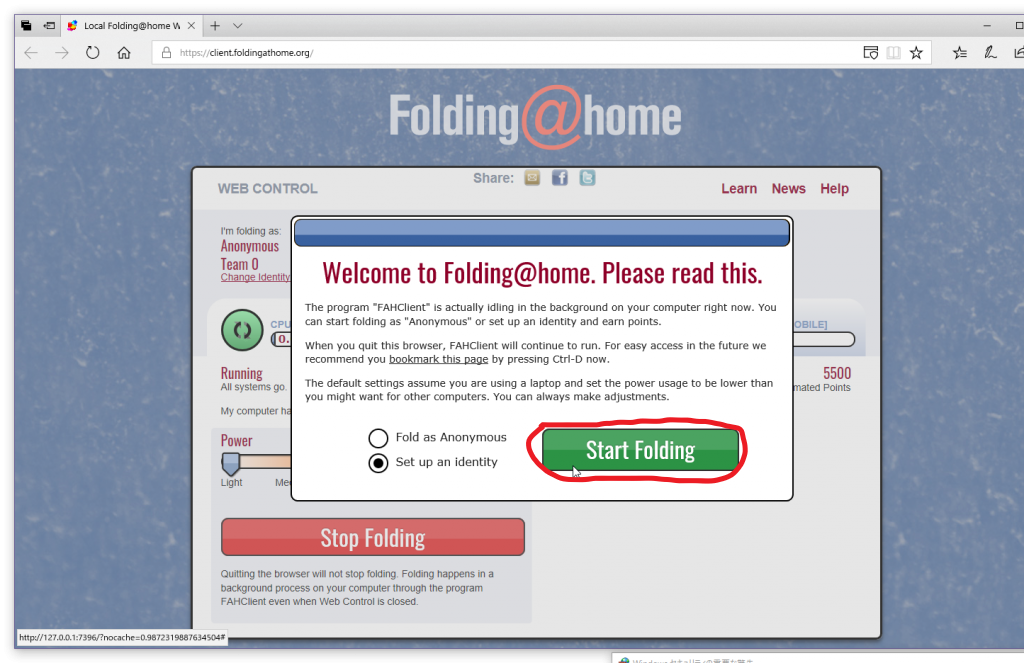 Local Folding@home W
https://client.foldingathome.org/
Folding@home
WEB CONTROL
Share:
Learn News Help
I'm folding as:
Anonymous
Team 0
Change Identity
CPU
0.
OBILE]
Running
All systems go.
5500
mated Points
My computer ha
Power
Light
Me
Welcome to Folding@home. Please read this.
The program "FAHClient" is actually idling in the background on your computer right now. You
can start folding as "Anonymous" or set up an identity and earn points.
When you quit this browser, FAHClient will continue to run. For easy access in the future we
recommend you bookmark this page by pressing Ctrl-D now.
The default settings assume you are using a laptop and set the power usage to be lower than
you might want for other computers. You can always make adjustments.
Fold as Anonymous
Set up an identity
Start Folding
Stop Folding
Quitting the browser will not stop folding. Folding happens in a
background process on your computer through the program
FAHClient even when Web Control is closed.
http://127.0.0.1:7396/?nocache=0.9872319887634504#